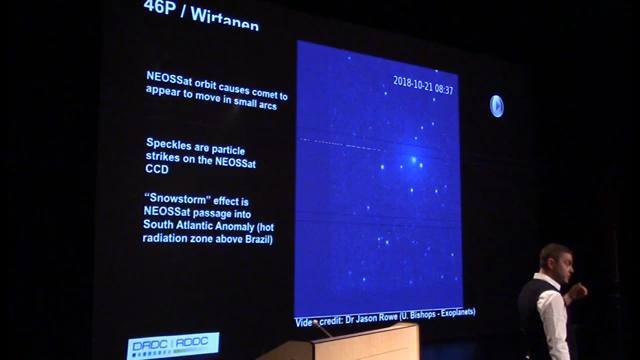 46P / Wirtanen
NEOSSat orbit causes comet to
appear to move in small arcs
2018-10-21 08:37
Speckles are particle
strikes on the NEOSSat
CCD
“Snowstorm” effect is
NEOSSat passage into
South Atlantic Anomaly (hot
radiation zone above Brazil)
Video credit: Dr Jason Rowe (U. Bishops - Exoplanets)
DRDC | RDDC